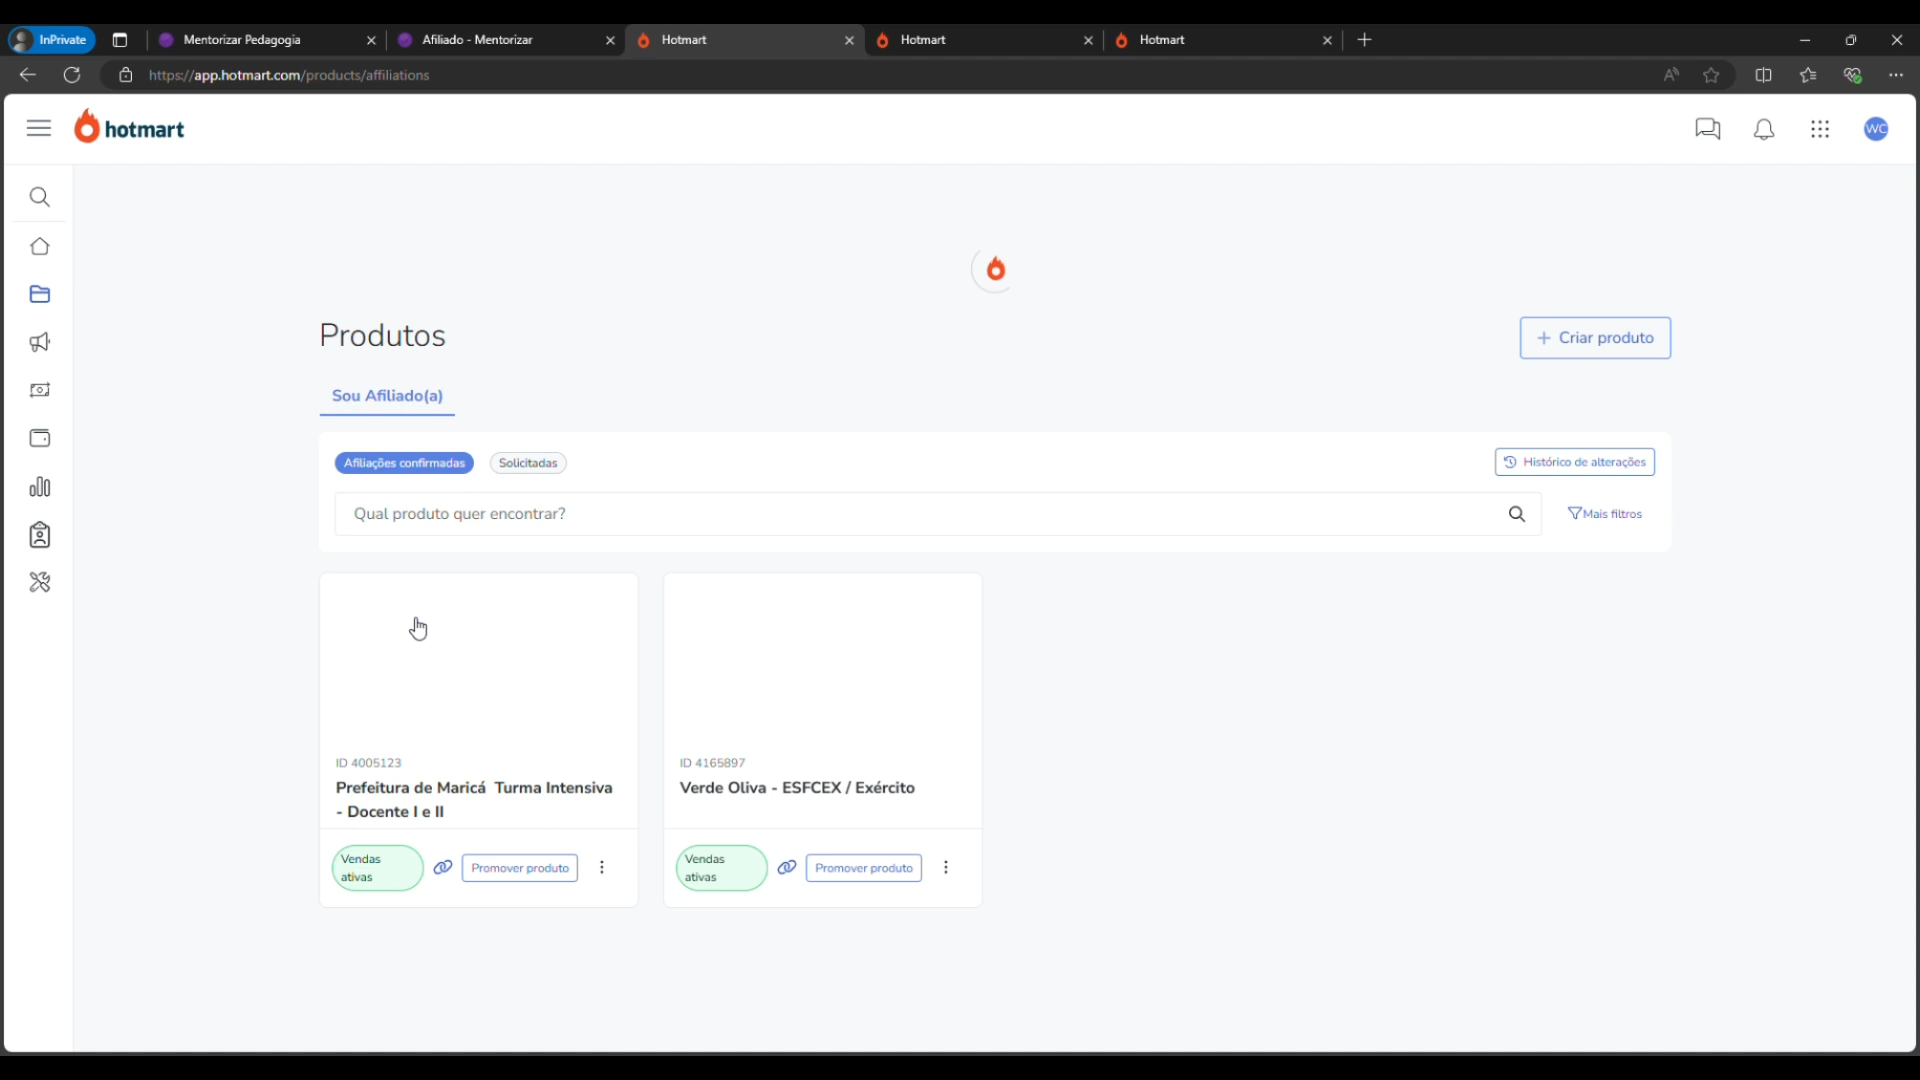 InPrivate
Mentorizar Pedagogia
Afiliado - Mentorizar
Hotmart
Hotmart
Hotmart
https://app.hotmart.com/products/affiliations
hotmart
WC
Produtos
+ Criar produto
Sou Afiliado(a)
Afiliações confirmadas
Solicitadas
Histórico de alterações
Qual produto quer encontrar?
Mais filtros
ID 4005123
Prefeitura de Maricá Turma Intensiva
- Docente I e II
Vendas
ativas
Promover produto
ID 4165897
Verde Oliva - ESFCEX / Exército
Vendas
ativas
Promover produto